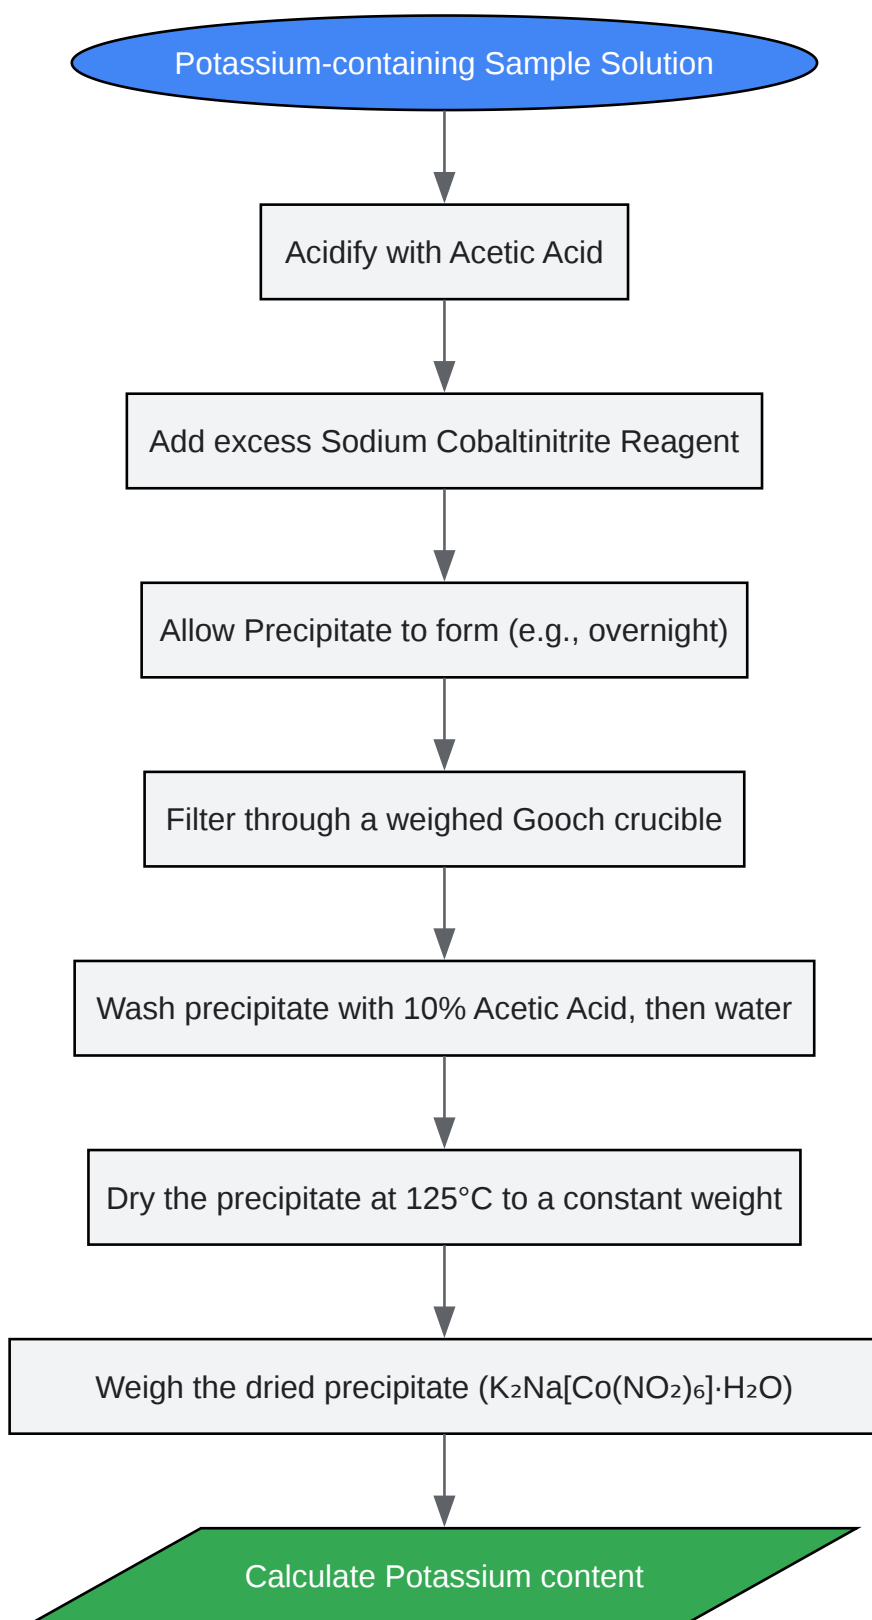 Potassium-containing Sample Solution
Acidify with Acetic Acid
Add excess Sodium Cobaltinitrite Reagent
Allow Precipitate to form (e.g., overnight)
Filter through a weighed Gooch crucible
Wash precipitate with 10% Acetic Acid, then water
Dry the precipitate at 125°C to a constant weight
Weigh the dried precipitate (K₂Na[Co(NO₂)₆]·H₂O)
Calculate Potassium content